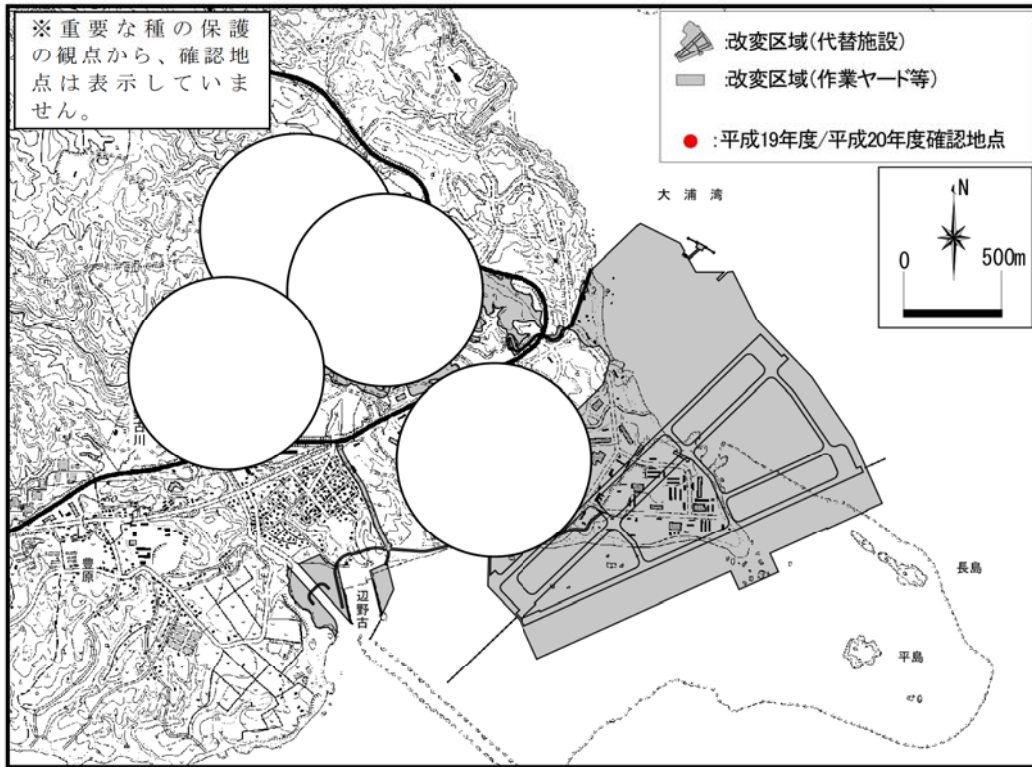 ※重要な種の保護
の観点から、確認地
点は表示していま
せん。
:改変区域(代替施設)
:改変区域(作業ヤード等)
:平成19年度/平成20年度確認地点
大浦湾
N
0 500m
古川
豊原
辺野古
長島
平島